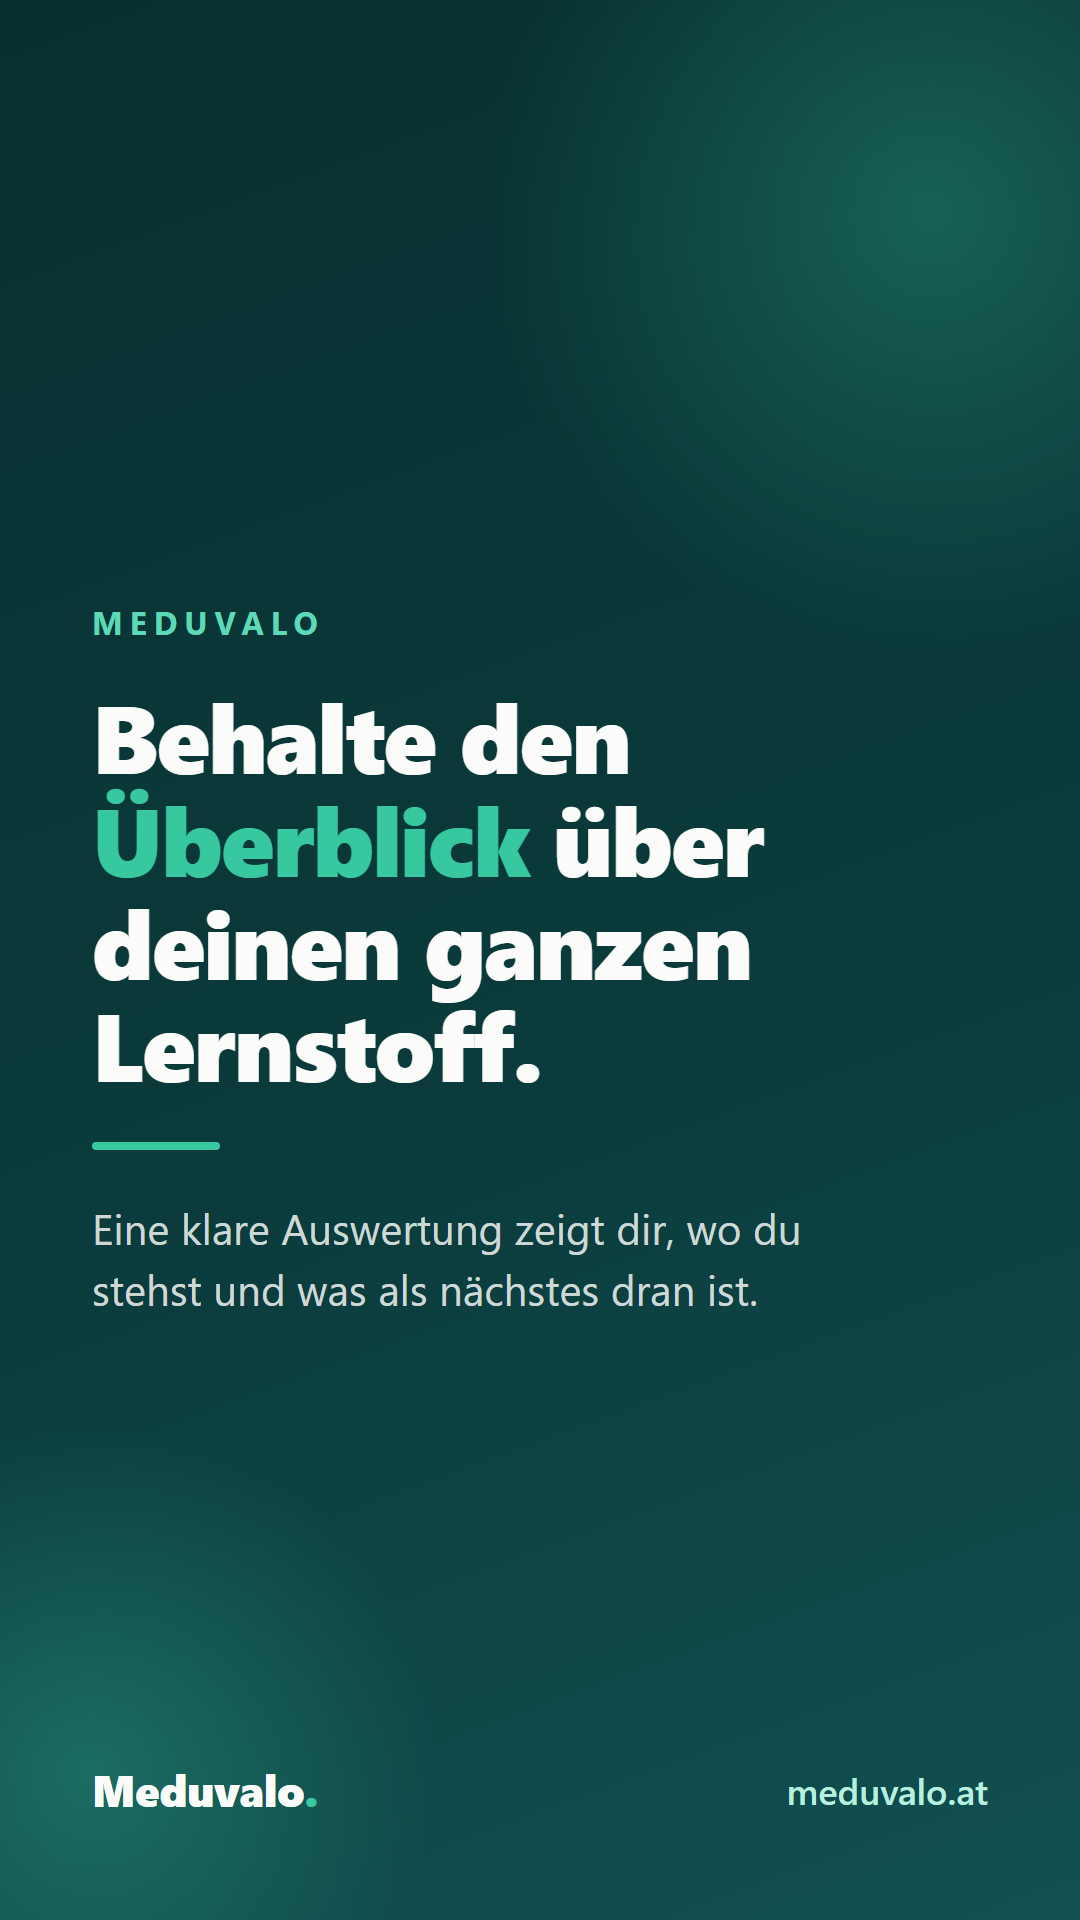 MEDUVALO
Behalte den
Überblick über
deinen ganzen
Lernstoff.
Eine klare Auswertung zeigt dir, wo du
stehst und was als nächstes dran ist.
Meduvalo.
meduvalo.at